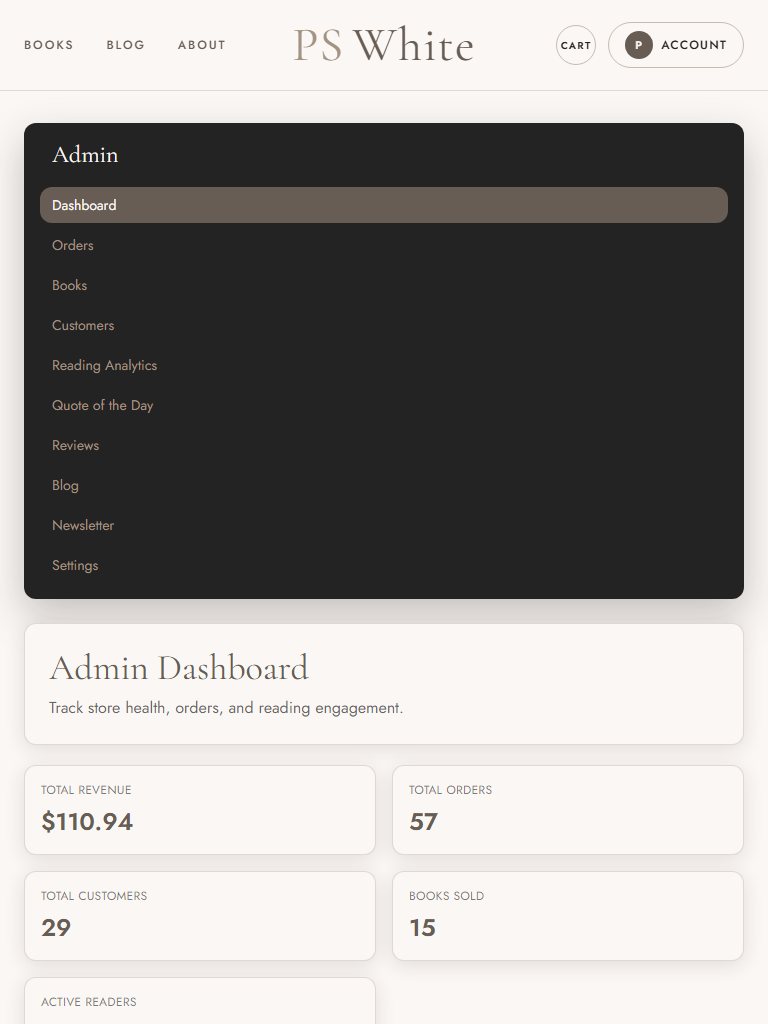 BOOKS BLOG ABOUT PS White CART P ACCOUNT
Admin
Dashboard
Orders
Books
Customers
Reading Analytics
Quote of the Day
Reviews
Blog
Newsletter
Settings
Admin Dashboard
Track store health, orders, and reading engagement.
TOTAL REVENUE
$110.94
TOTAL ORDERS
57
TOTAL CUSTOMERS
29
BOOKS SOLD
15
ACTIVE READERS